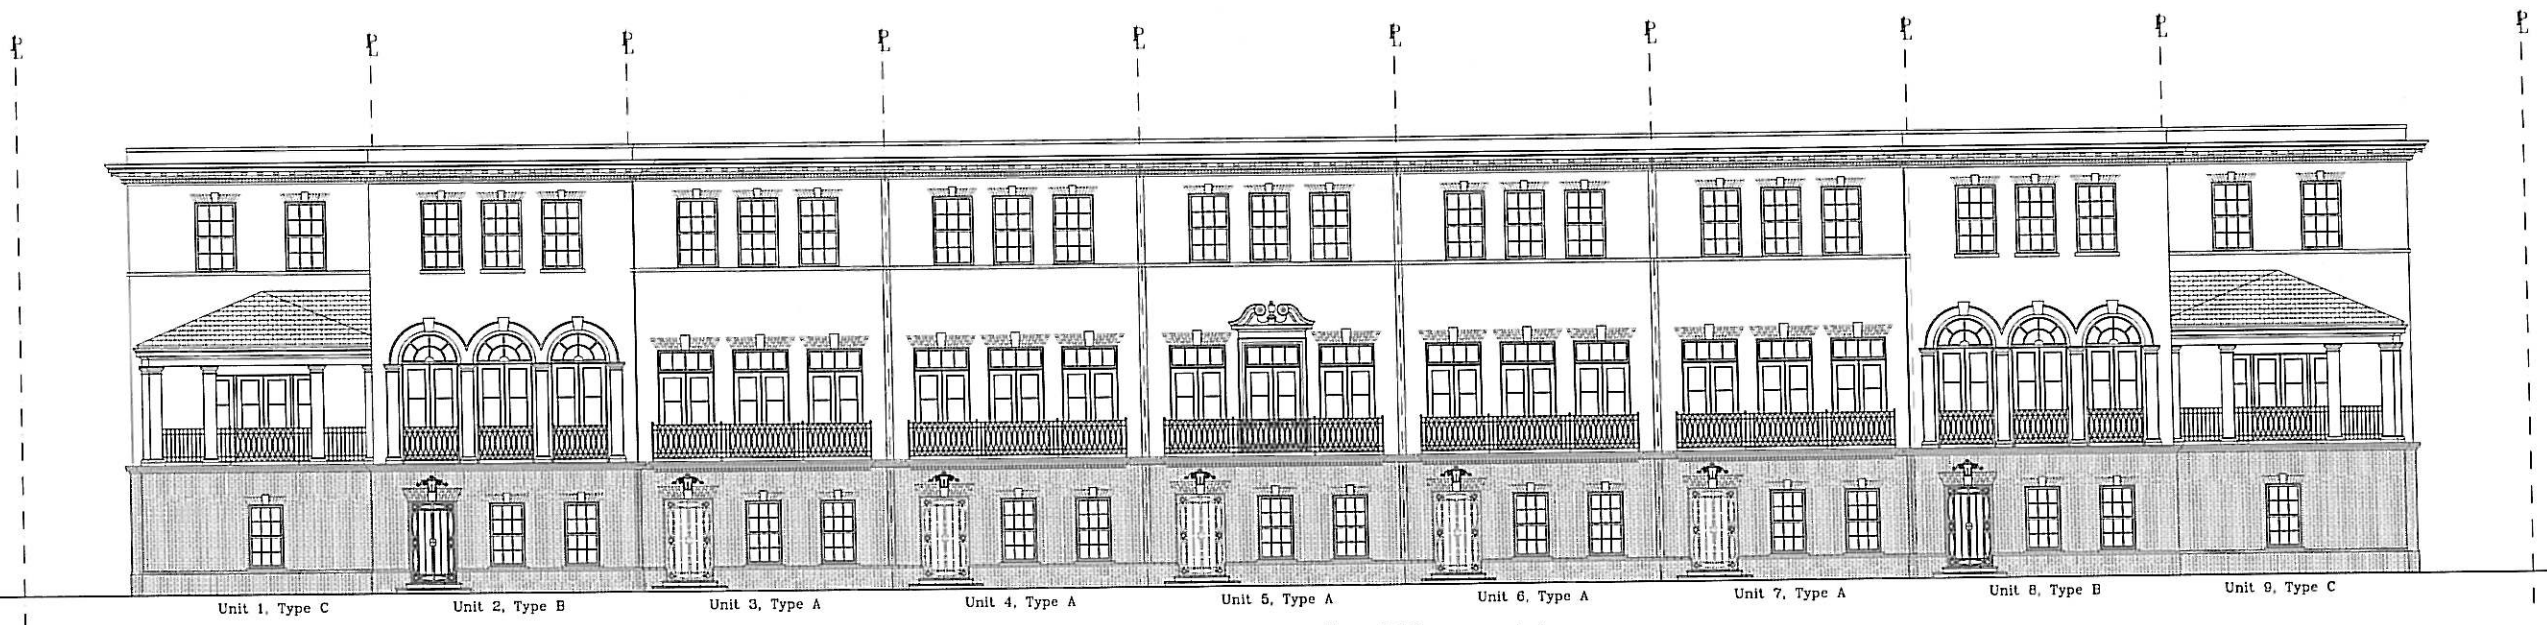 PL PL PL PL PL PL PL PL PL PL
Unit 1, Type C
Unit 2, Type B
Unit 3, Type A
Unit 4, Type A
Unit 5, Type A
Unit 6, Type A
Unit 7, Type A
Unit 8, Type B
Unit 9, Type C